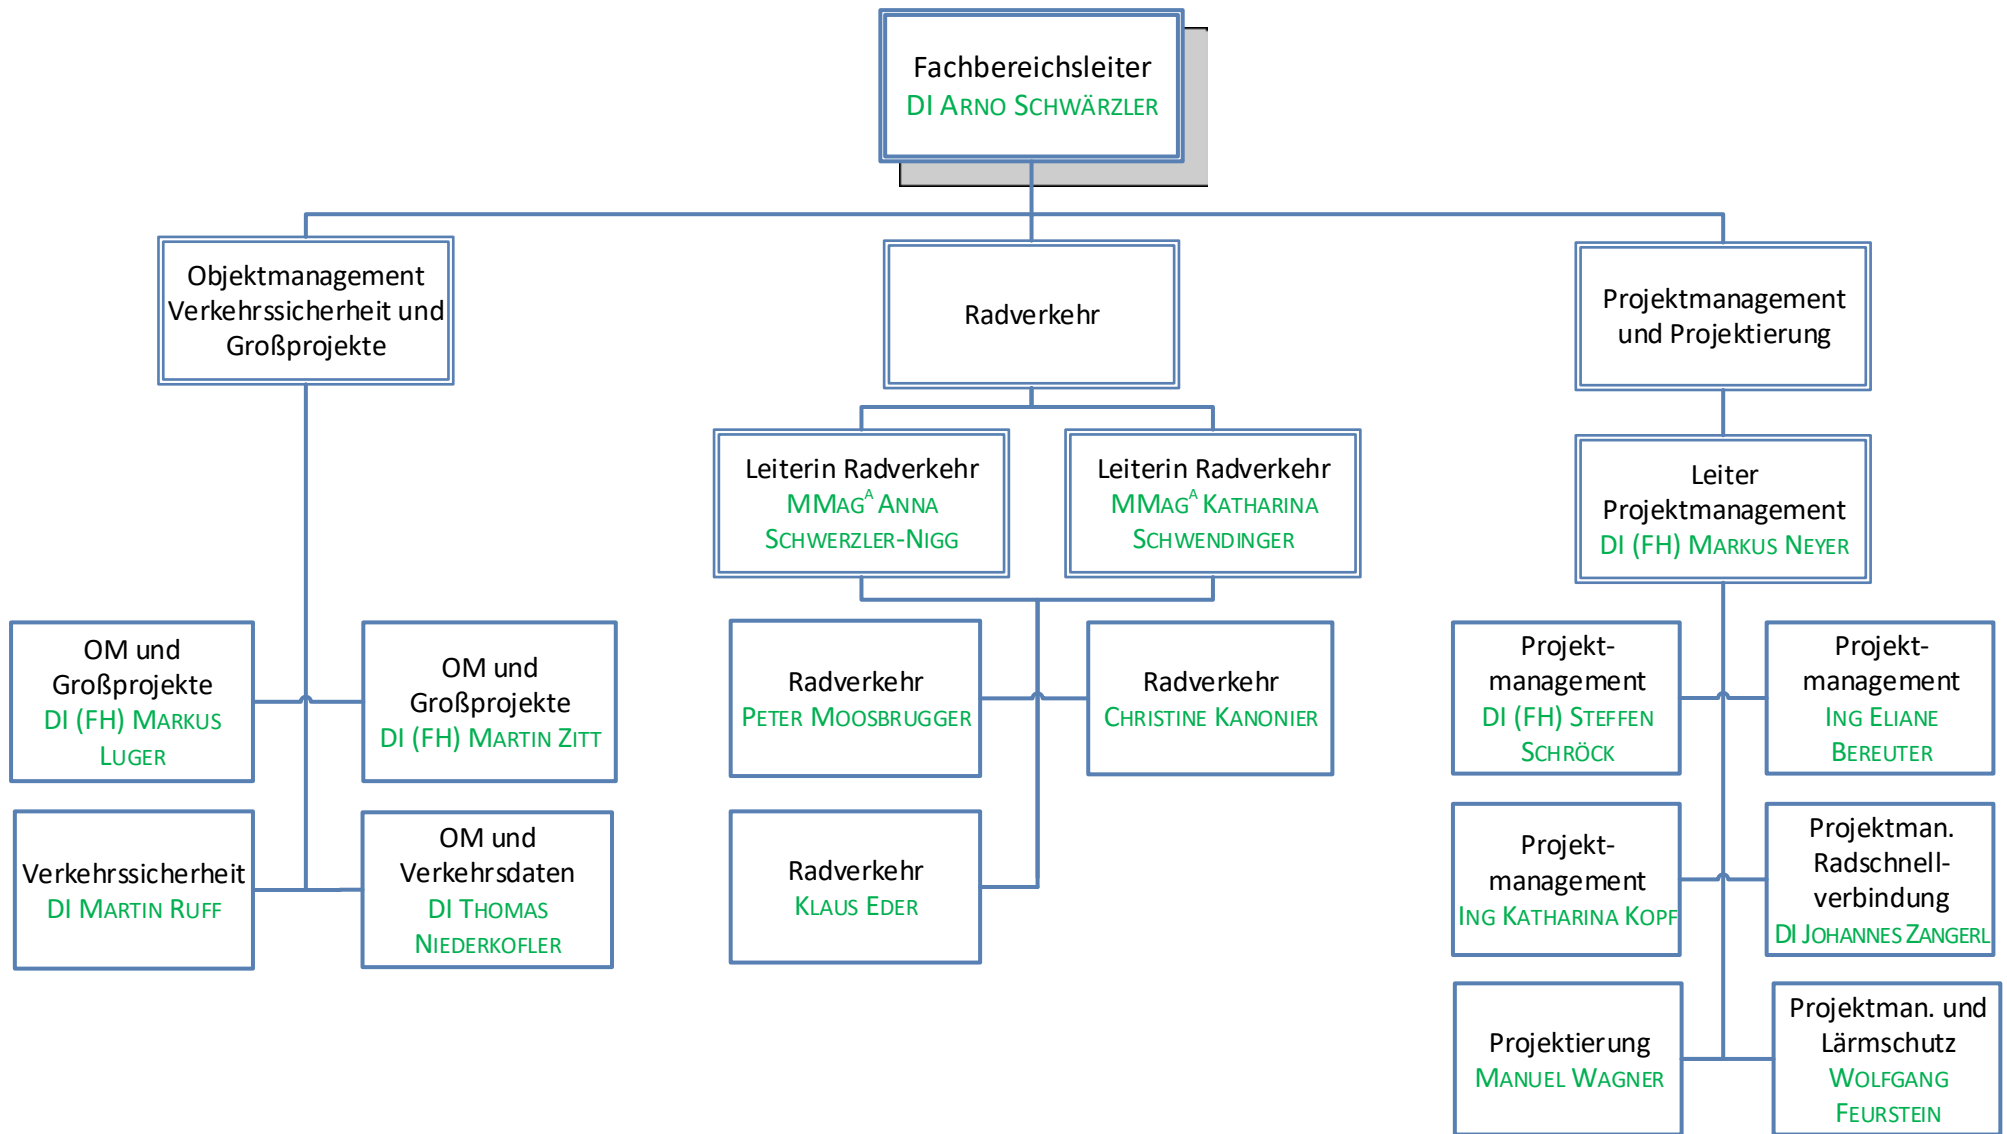 Fachbereichsleiter
DI ARNO SCHWÄRZLER
Objektmanagement
Verkehrssicherheit und
Großprojekte
Radverkehr
Projektmanagement
und Projektierung
Leiterin Radverkehr
MMAG^A ANNA
SCHWERZLER-NIGG
Leiterin Radverkehr
MMAG^A KATHARINA
SCHWENDINGER
Leiter
Projektmanagement
DI (FH) MARKUS NEYER
OM und
Großprojekte
DI (FH) MARKUS
LUGER
OM und
Großprojekte
DI (FH) MARTIN ZITT
Radverkehr
PETER MOOSBRUGGER
Radverkehr
CHRISTINE KANONIER
Projekt-
management
DI (FH) STEFFEN
SCHRÖCK
Projekt-
management
ING ELIANE
BEREUTER
Verkehrssicherheit
DI MARTIN RUFF
OM und
Verkehrsdaten
DI THOMAS
NIEDERKOFLER
Radverkehr
KLAUS EDER
Projekt-
management
ING KATHARINA KOPF
Projektman.
Radschnell-
verbindung
DI JOHANNES ZANGERL
Projektierung
MANUEL WAGNER
Projektman. und
Lärmschutz
WOLFGANG
FEURSTEIN